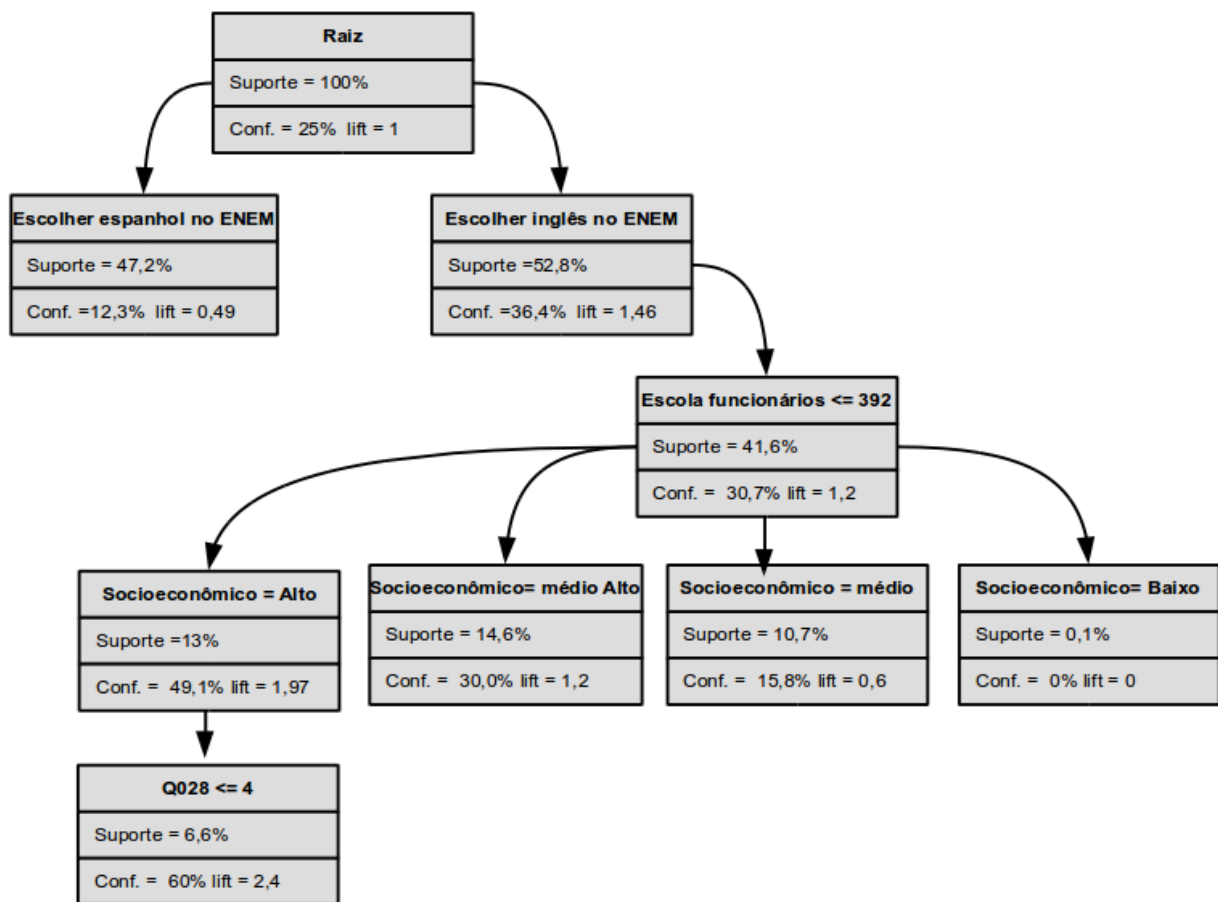 Raiz
Suporte = 100%
Conf. = 25% lift = 1
Escolher espanhol no ENEM
Suporte = 47,2%
Conf. =12,3% lift = 0,49
Escolher inglês no ENEM
Suporte =52,8%
Conf. =36,4% lift = 1,46
Escola funcionários <= 392
Suporte = 41,6%
Conf. = 30,7% lift = 1,2
Socioeconômico = Alto
Suporte =13%
Conf. = 49,1% lift = 1,97
Socioeconômico= médio Alto
Suporte = 14,6%
Conf. = 30,0% lift = 1,2
Socioeconômico = médio
Suporte = 10,7%
Conf. = 15,8% lift = 0,6
Socioeconômico= Baixo
Suporte = 0,1%
Conf. = 0% lift = 0
Q028 <= 4
Suporte = 6,6%
Conf. = 60% lift = 2,4